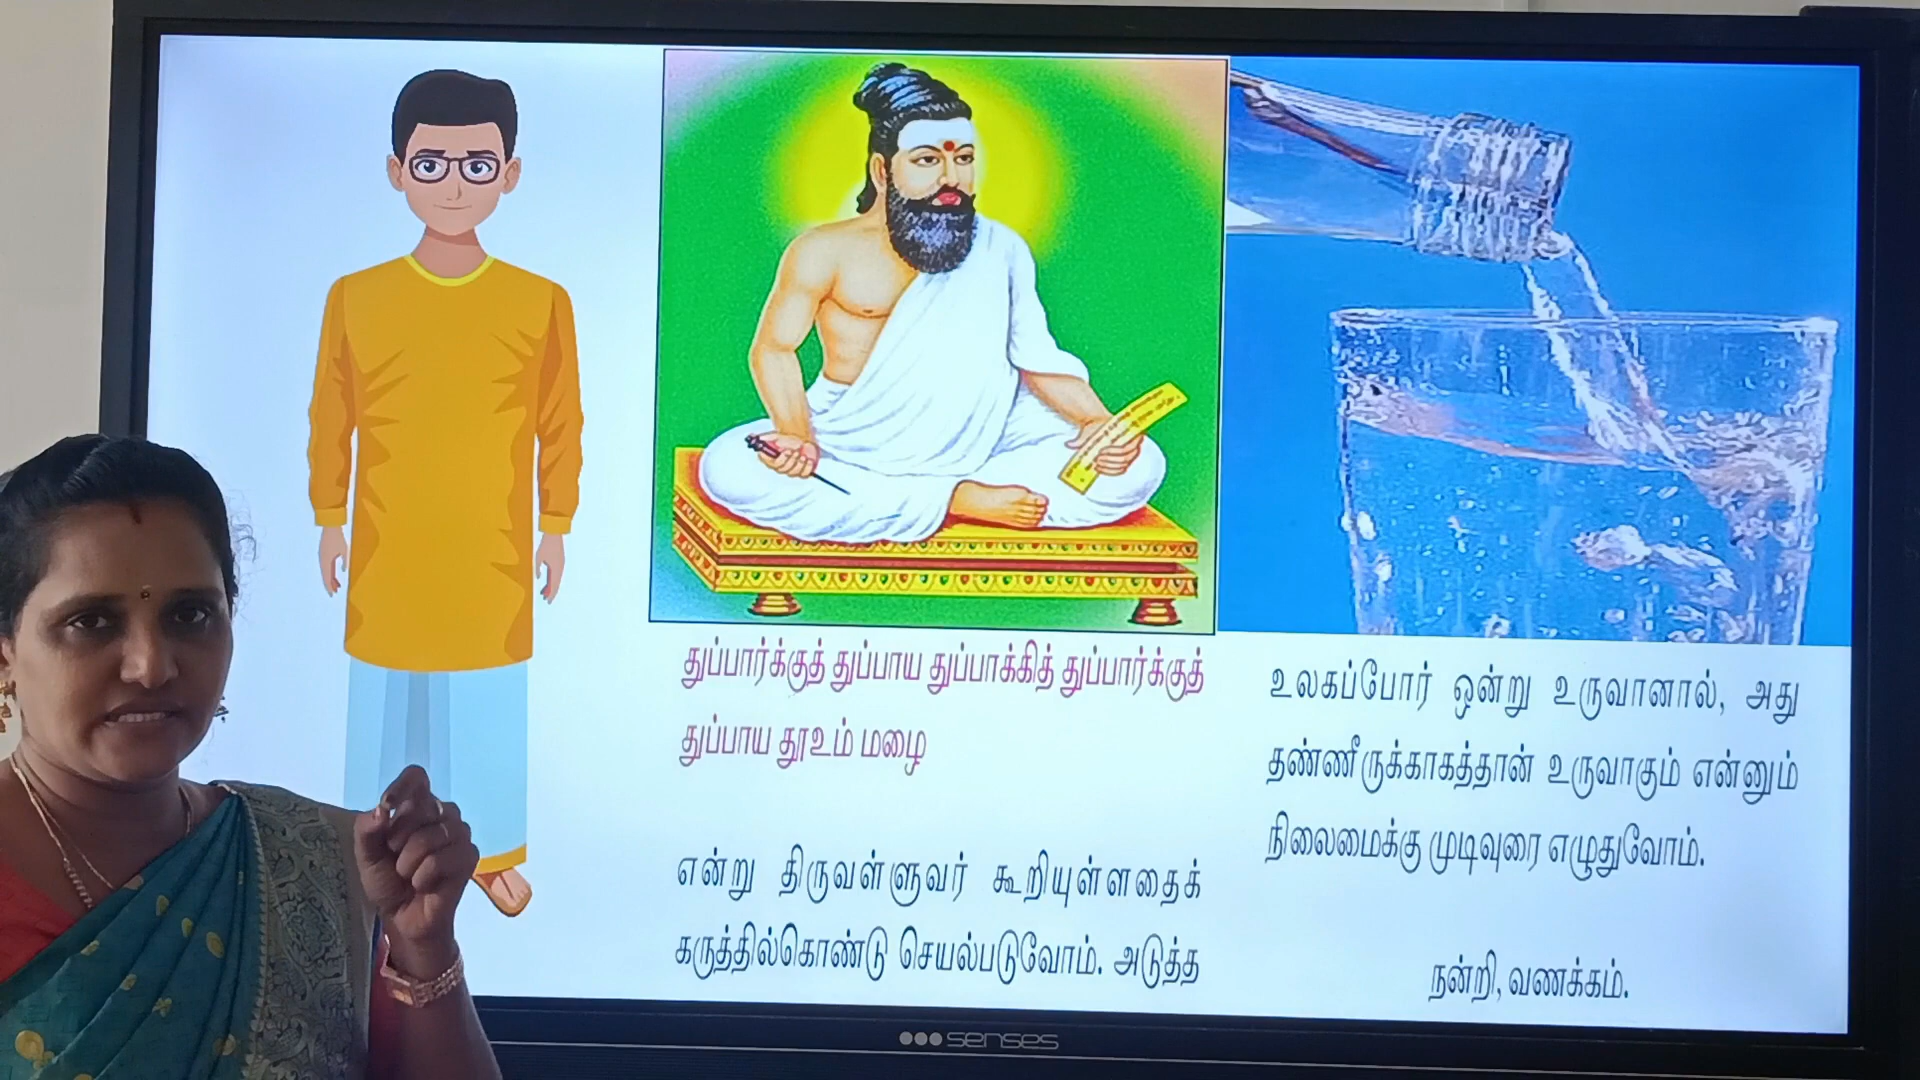 துப்பார்க்குத் துப்பாய துப்பாக்கித் துப்பார்க்குத்
துப்பாய தூஉம் மழை
என்று திருவள்ளுவர் கூறியுள்ளதைக்
கருத்தில்கொண்டு செயல்படுவோம். அடுத்த
உலகப்போர் ஒன்று உருவானால், அது
தண்ணீருக்காகத்தான் உருவாகும் என்னும்
நிலைமைக்கு முடிவுரை எழுதுவோம்.
நன்றி, வணக்கம்.
senses